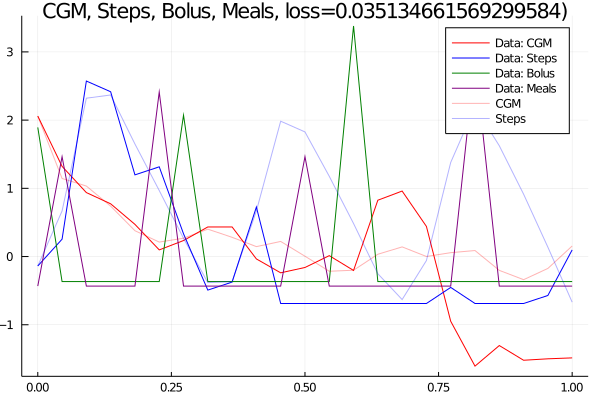 CGM, Steps, Bolus, Meals, loss=0.035134661569299584)
3
2
1
0
−1
0.00
0.25
0.50
0.75
1.00
Data: CGM
Data: Steps
Data: Bolus
Data: Meals
CGM
Steps